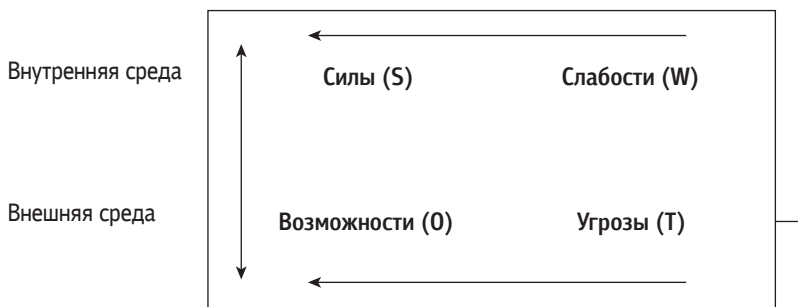 Внутренняя среда
Силы (S)
Слабости (W)
Внешняя среда
Возможности (O)
Угрозы (T)